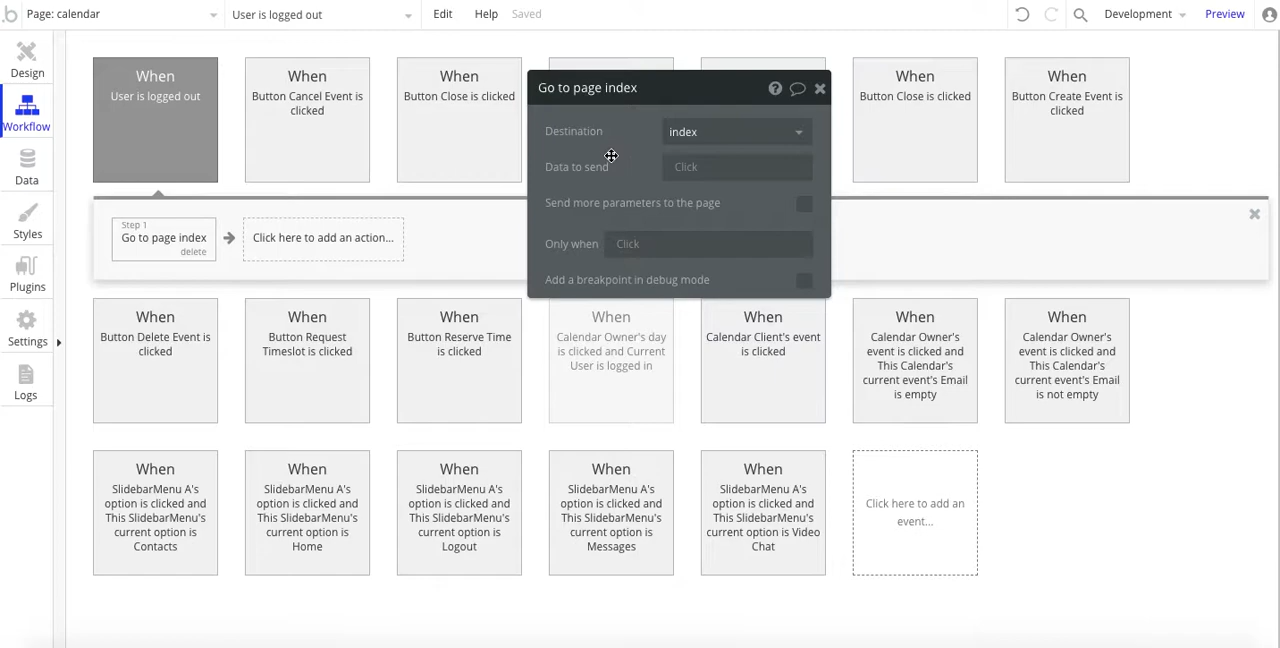 b Page: calendar User is logged out Edit Help Saved Development Preview
Design
Workflow
Data
Styles
Plugins
Settings
Logs
When
User is logged out
When
Button Cancel Event is
clicked
When
Button Close is clicked
When
Button Close is clicked
When
Button Create Event is
clicked
Go to page index
Destination index
Data to send Click
Send more parameters to the page
Only when Click
Add a breakpoint in debug mode
Step 1
Go to page index
delete
Click here to add an action...
When
Button Delete Event is
clicked
When
Button Request
Timeslot is clicked
When
Button Reserve Time
is clicked
When
Calendar Owner's day
is clicked and Current
User is logged in
When
Calendar Client's event
is clicked
When
Calendar Owner's
event is clicked and
This Calendar's
current event's Email
is empty
When
Calendar Owner's
event is clicked and
This Calendar's
current event's Email
is not empty
When
SlidebarMenu A's
option is clicked and
This SlidebarMenu's
current option is
Contacts
When
SlidebarMenu A's
option is clicked and
This SlidebarMenu's
current option is
Home
When
SlidebarMenu A's
option is clicked and
This SlidebarMenu's
current option is
Logout
When
SlidebarMenu A's
option is clicked and
This SlidebarMenu's
current option is
Messages
When
SlidebarMenu A's
option is clicked and
This SlidebarMenu's
current option is Video
Chat
Click here to add an
event...